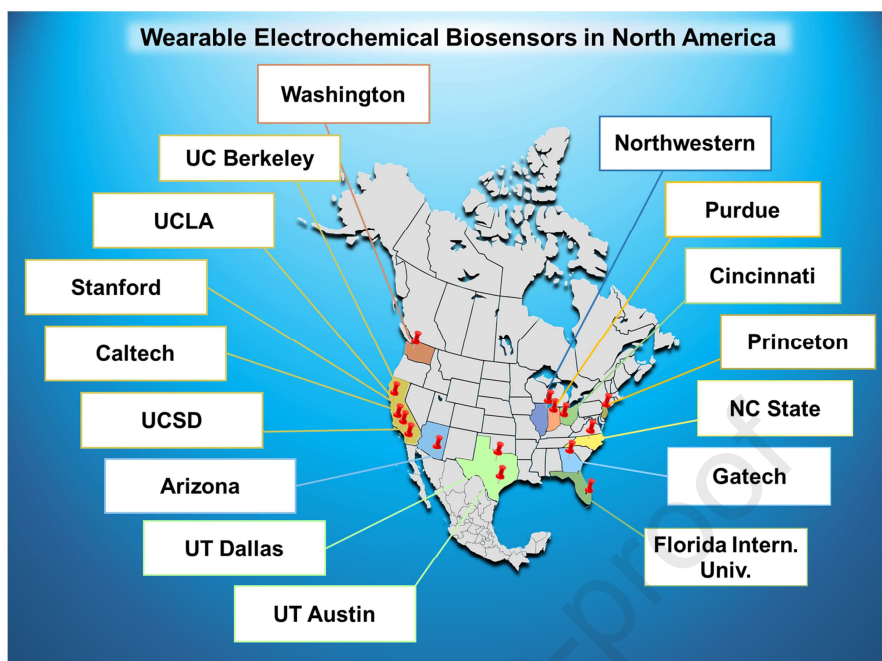 Wearable Electrochemical Biosensors in North America
Washington
UC Berkeley
UCLA
Stanford
Caltech
UCSD
Arizona
UT Dallas
UT Austin
Northwestern
Purdue
Cincinnati
Princeton
NC State
Gatech
Florida Intern.
Univ.
-proof